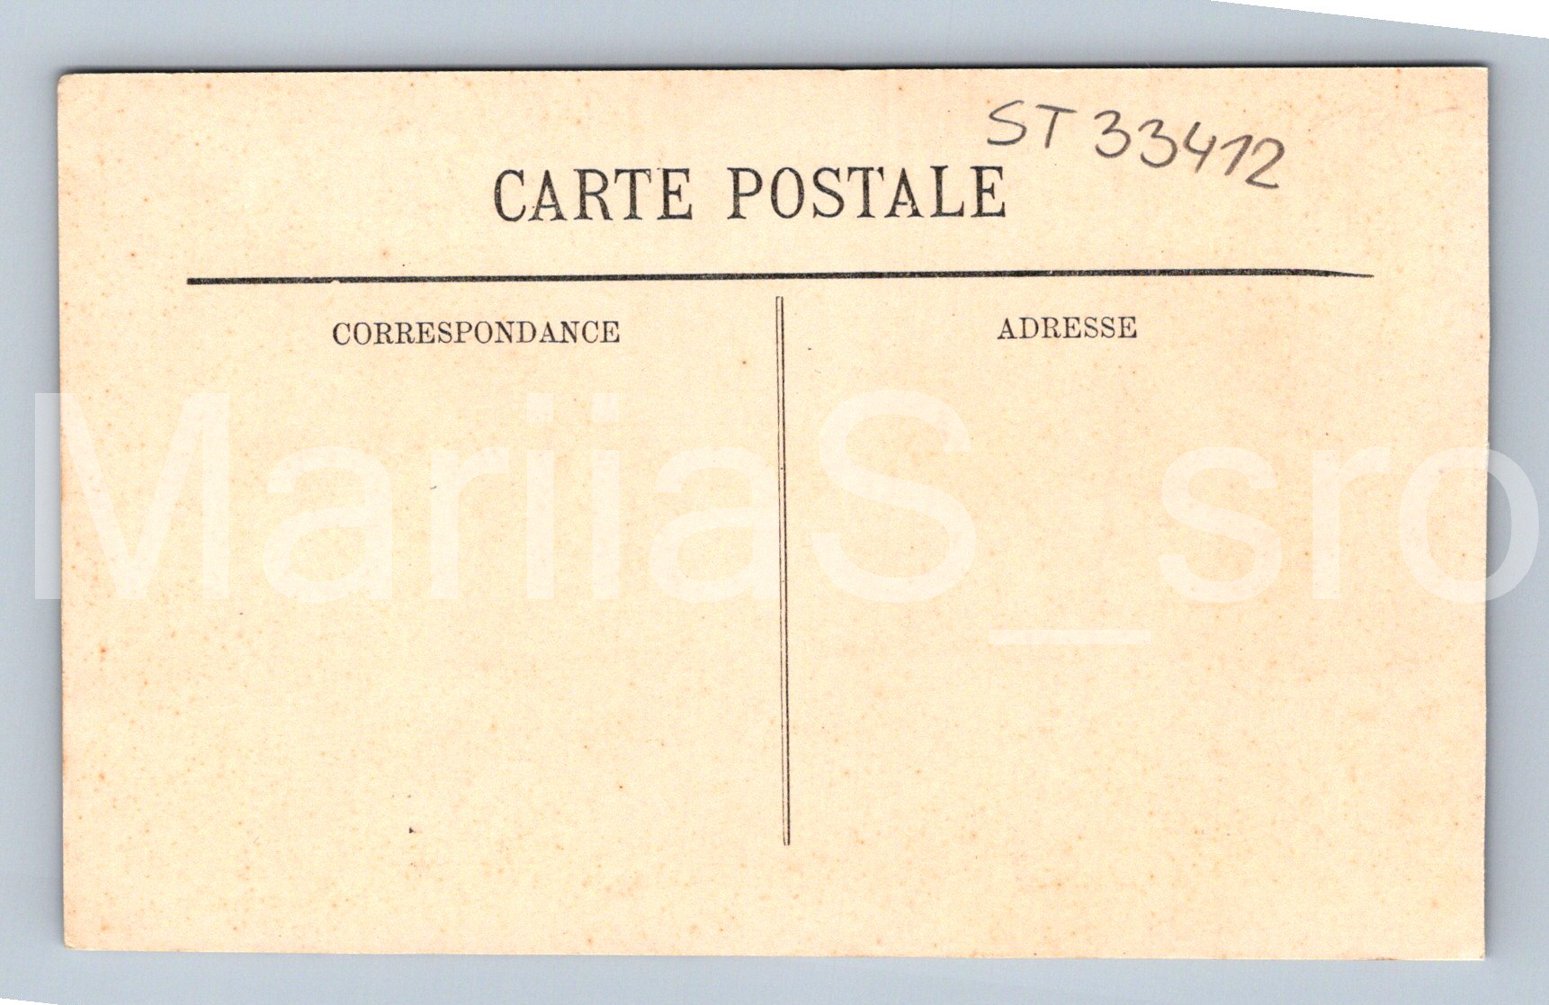 ST 33412
CARTE POSTALE
CORRESPONDANCE
ADRESSE
MariiaS_sro